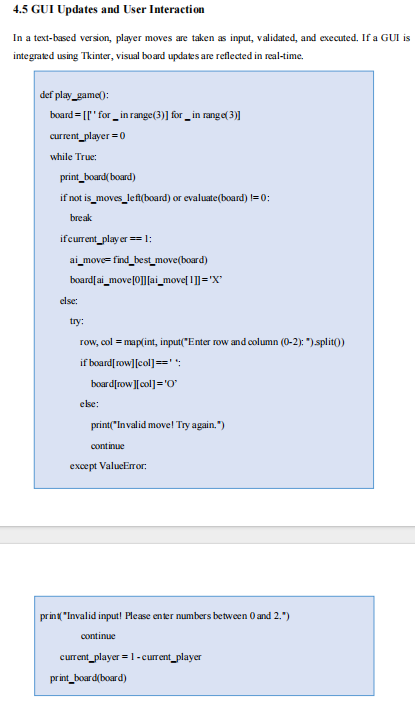 4.5 GUI Updates and User Interaction
In a text-based version, player moves are taken as input, validated, and executed. If a GUI is
integrated using Tkinter, visual board updates are reflected in real-time.
def play_game():
board = [[' ' for _ in range(3)] for _ in range(3)]
current_player = 0
while True:
print_board(board)
if not is_moves_left(board) or evaluate(board) != 0:
break
if current_player == 1:
ai_move= find_best_move(board)
board[ai_move[0]][ai_move[1]] = 'X'
else:
try:
row, col = map(int, input("Enter row and column (0-2): ").split())
if board[row][col] == ' ':
board[row][col] = 'O'
else:
print("Invalid move! Try again.")
continue
except ValueError:
print("Invalid input! Please enter numbers between 0 and 2.")
continue
current_player = 1 - current_player
print_board(board)